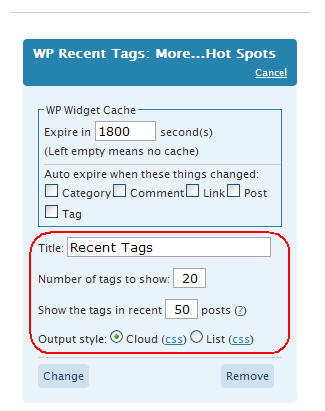 WP Recent Tags: More...Hot Spots
Cancel
WP Widget Cache
Expire in 1800 second(s)
(Left empty means no cache)
Auto expire when these things changed:
Category Comment Link Post
Tag
Title: Recent Tags
Number of tags to show: 20
Show the tags in recent 50 posts (?)
Output style: Cloud (css) List (css)
Change Remove